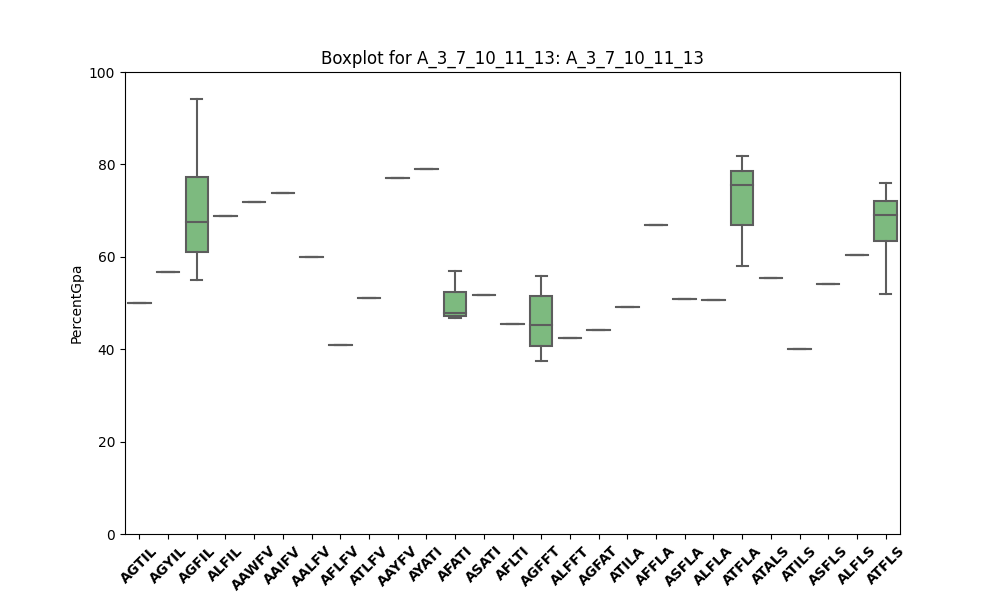 Boxplot for A_3_7_10_11_13: A_3_7_10_11_13
PercentGpa
100
80
60
40
20
0
AGTIL
AGYIL
AGFIL
ALFIL
AAWFV
AAIFV
AALFV
AFLFV
ATLFV
AAYFV
AYATI
AFATI
ASATI
AFLTI
AGFFT
ALFFT
AGFAT
ATILA
AFFLA
ASFLA
ALFLA
ATFLA
ATALS
ATILS
ASFLS
ALFLS
ATFLS